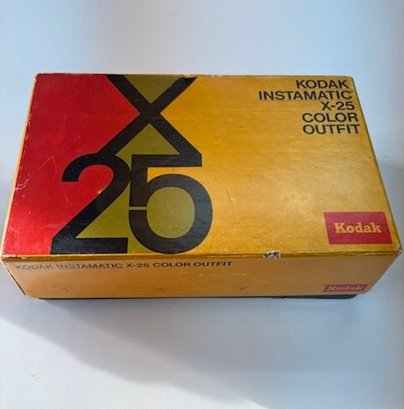 X
25
KODAK
INSTAMATIC
X-25
COLOR
OUTFIT
Kodak
KODAK INSTAMATIC X-25 COLOR OUTFIT
Kodak